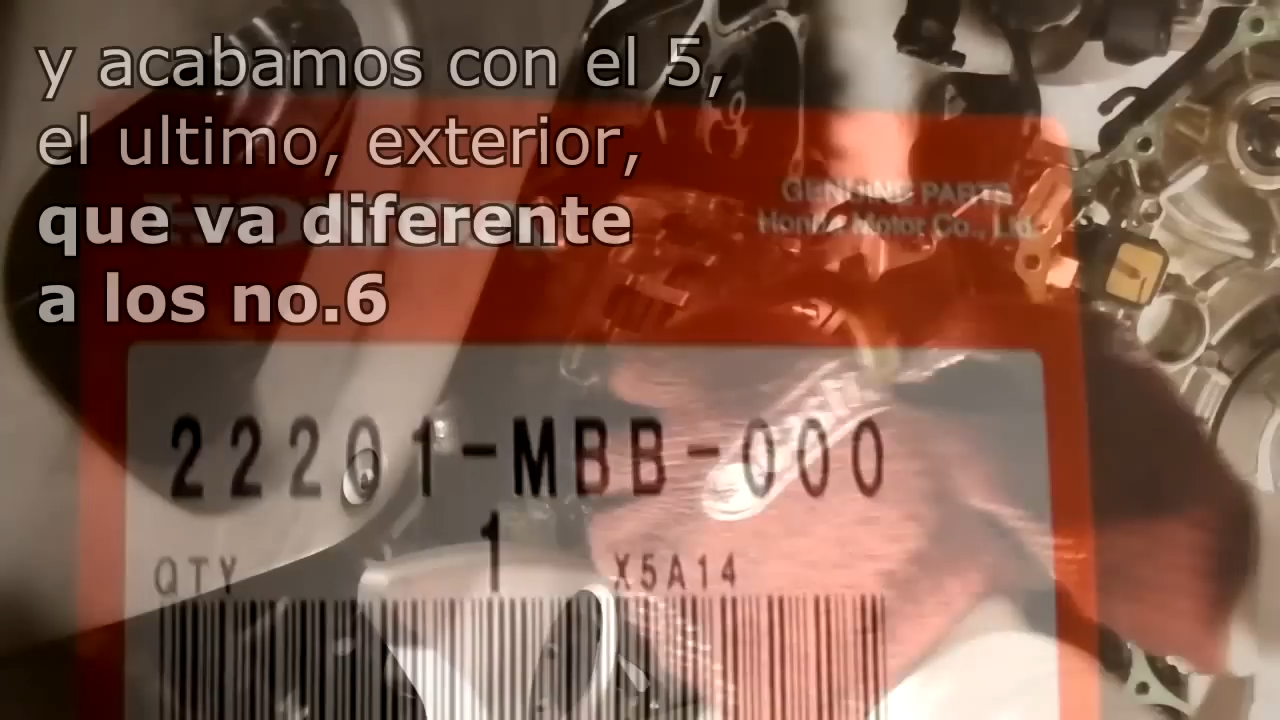 y acabamos con el 5,
el ultimo, exterior,
que va diferente
a los no.6
GENUINE PARTS
Honda Motor Co., Ltd.
22201-MBB-000
QTY 1 X5A14